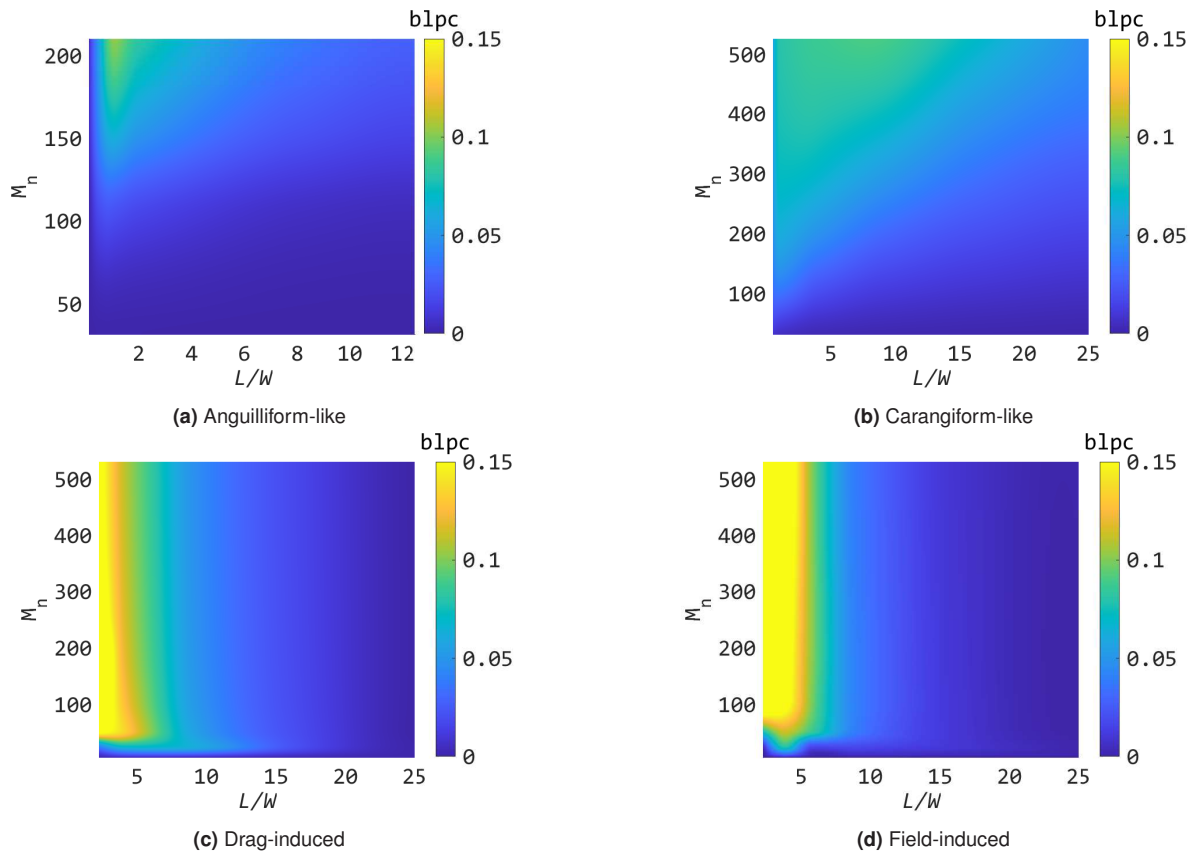 blpc
200
150
100
50
M_n
2 4 6 8 10 12
L/W
0.15
0.1
0.05
0
(a) Anguilliform-like
blpc
500
400
300
200
100
M_n
5 10 15 20 25
L/W
0.15
0.1
0.05
0
(b) Carangiform-like
blpc
500
400
300
200
100
M_n
5 10 15 20 25
L/W
0.15
0.1
0.05
0
(c) Drag-induced
blpc
500
400
300
200
100
M_n
5 10 15 20 25
L/W
0.15
0.1
0.05
0
(d) Field-induced